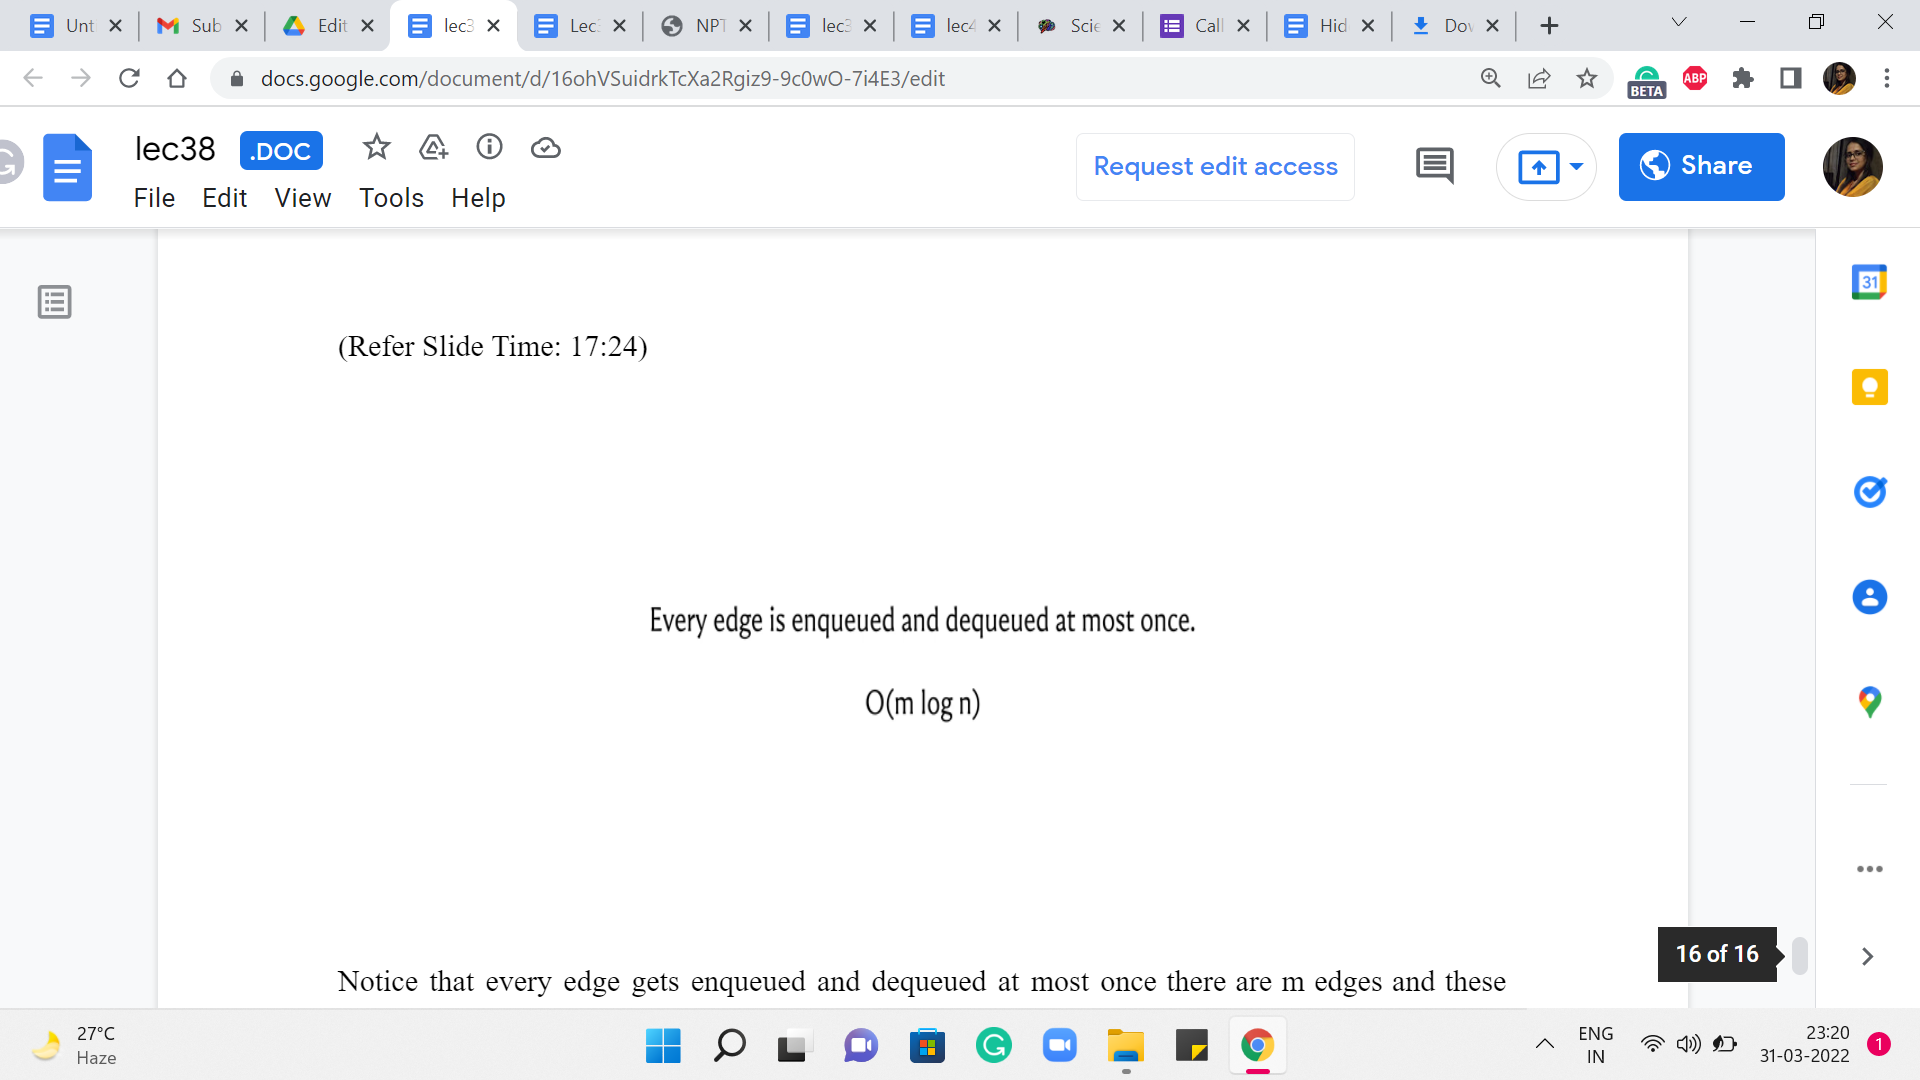 Unt
Sub
Edit
lec3
Lec
NPT
lec3
lec4
Scie
Call
Hid
Dov
docs.google.com/document/d/16ohVSuidrkTcXa2Rgiz9-9c0wO-7i4E3/edit
BETA
ABP
lec38
.DOC
File Edit View Tools Help
Request edit access
Share
31
(Refer Slide Time: 17:24)
Every edge is enqueued and dequeued at most once.
O(m log n)
16 of 16
Notice that every edge gets enqueued and dequeued at most once there are m edges and these
27°C
Haze
ENG
IN
23:20
31-03-2022
1